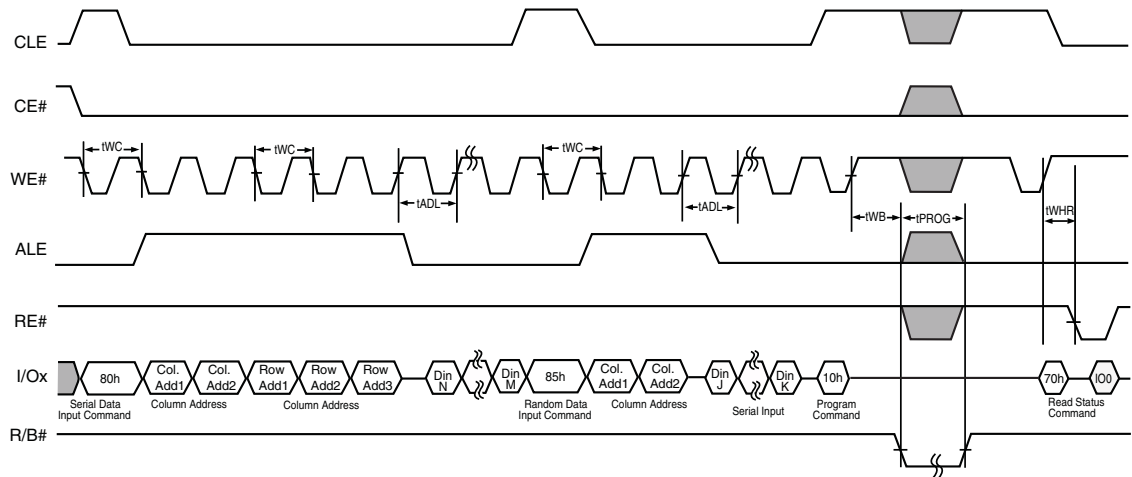 CLE
CE#
tWC
tWC
tWC
WE#
tADL
tADL
tWB
tPROG
tWHR
ALE
RE#
I/Ox
80h
Col. Add1
Col. Add2
Row Add1
Row Add2
Row Add3
Din N
Din M
85h
Col. Add1
Col. Add2
Din J
Din K
10h
70h
I00
Serial Data
Input Command
Column Address
Column Address
Random Data
Input Command
Column Address
Serial Input
Program
Command
Read Status
Command
R/B#